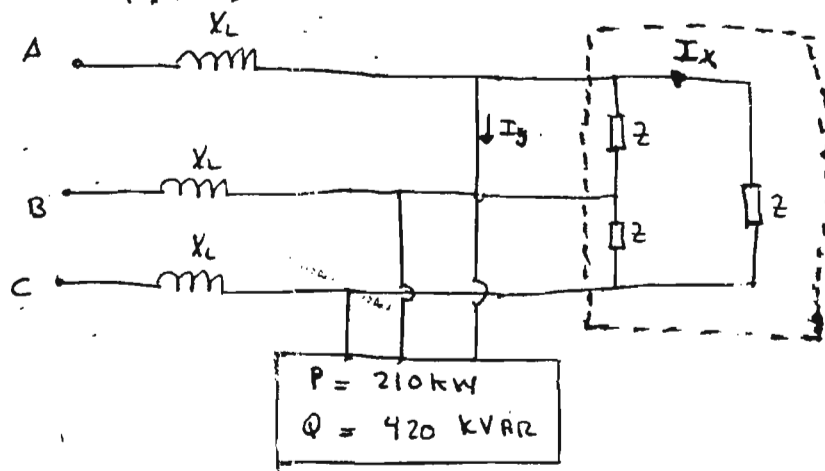 X_L
A
I_x
I_y
Z
X_L
B
Z
Z
X_L
C
P = 210 kW
Q = 420 KVAR